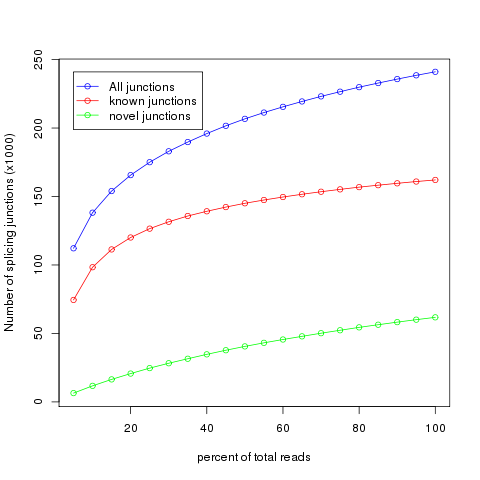 All junctions
known junctions
novel junctions
Number of splicing junctions (x1000)
250
200
150
100
50
0
20 40 60 80 100
percent of total reads